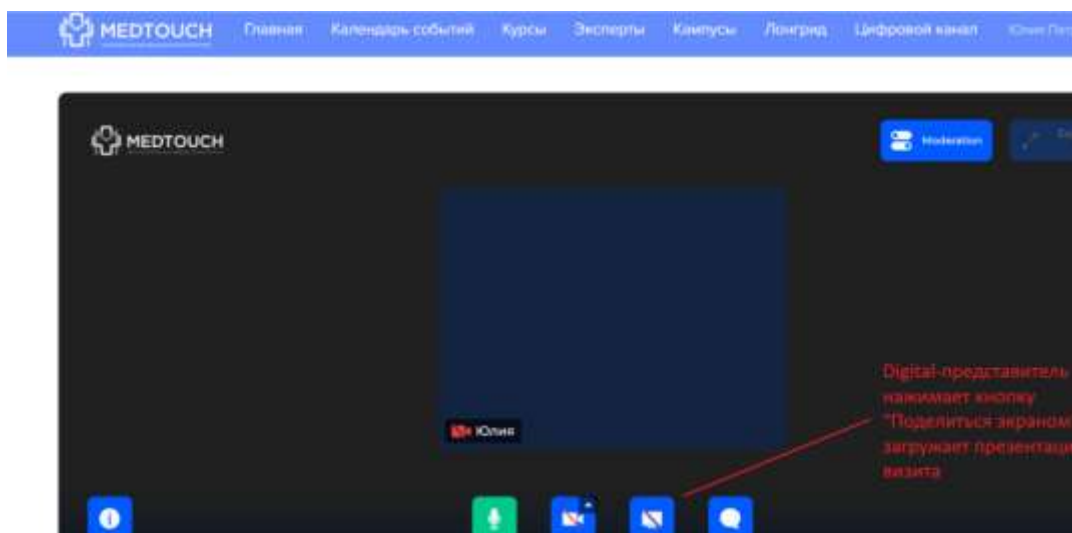 MEDTOUCH Главная Календарь событий Курсы Эксперты Кампусы Лонгрид Цифровой канал Юлия
MEDTOUCH
Moderation
Digital-представитель
нажимает кнопку
"Поделиться экраном"
загружает
визита
Юлия